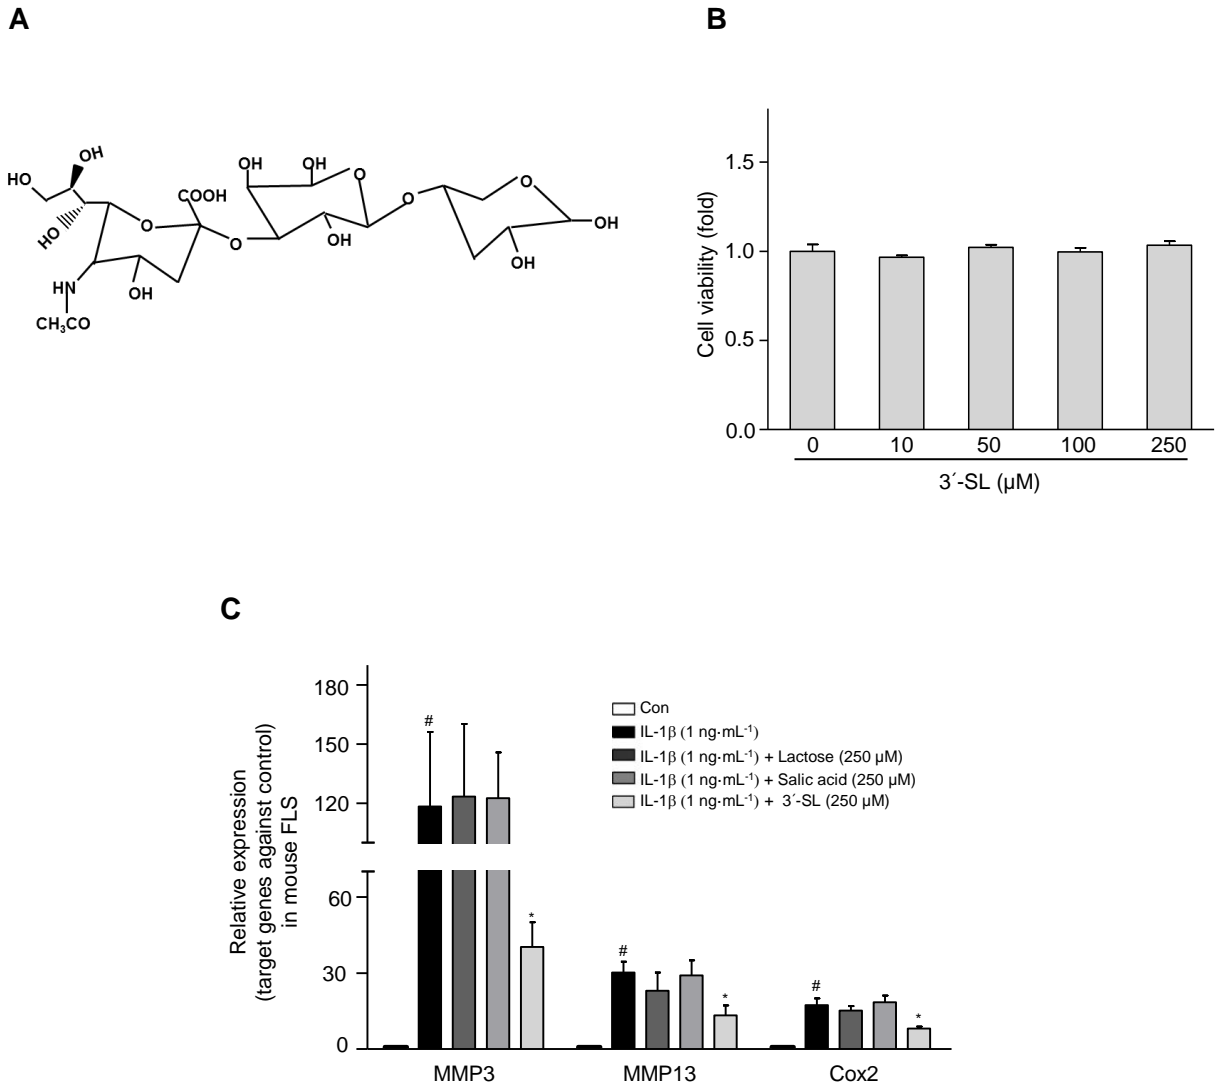 A
OH
HO
HO
O
COOH
HN
OH
CH3CO
O
OH
OH
O
OH
O
O
OH
OH
B
Cell viability (fold)
1.5
1.0
0.5
0.0
0 10 50 100 250
3´-SL (µM)
C
Relative expression
(target genes against control)
in mouse FLS
180
150
120
60
30
0
#
*
#
*
#
*
Con
IL-1β (1 ng·mL-1)
IL-1β (1 ng·mL-1) + Lactose (250 µM)
IL-1β (1 ng·mL-1) + Salic acid (250 µM)
IL-1β (1 ng·mL-1) + 3´-SL (250 µM)
MMP3 MMP13 Cox2